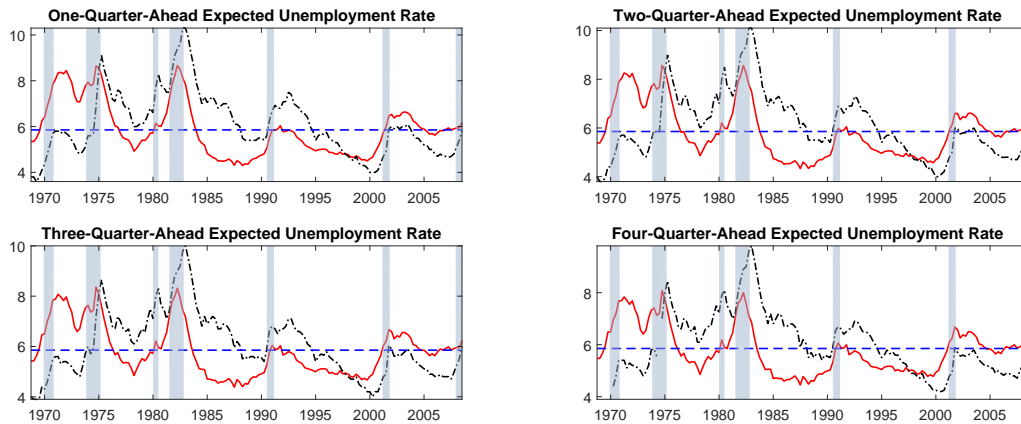 One-Quarter-Ahead Expected Unemployment Rate
10
8
6
4
1970 1975 1980 1985 1990 1995 2000 2005
Two-Quarter-Ahead Expected Unemployment Rate
10
8
6
4
1970 1975 1980 1985 1990 1995 2000 2005
Three-Quarter-Ahead Expected Unemployment Rate
10
8
6
4
1970 1975 1980 1985 1990 1995 2000 2005
Four-Quarter-Ahead Expected Unemployment Rate
8
6
4
1970 1975 1980 1985 1990 1995 2000 2005